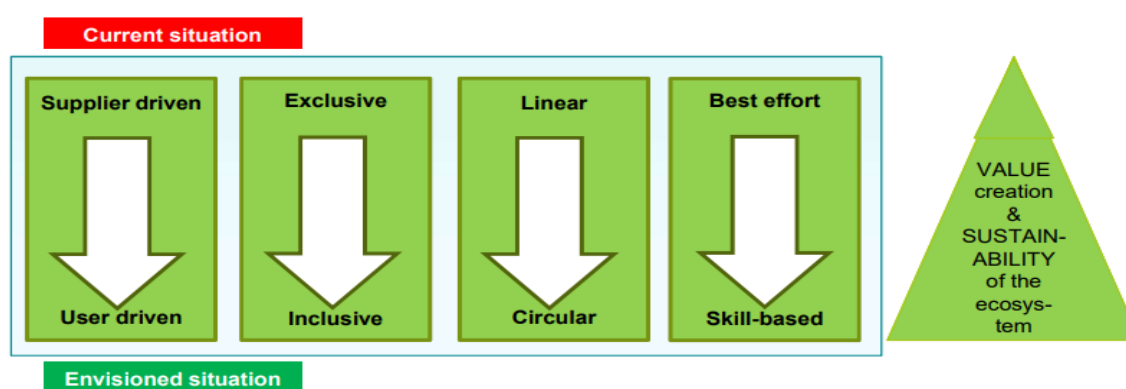 Current situation
Supplier driven
Exclusive
Linear
Best effort
User driven
Inclusive
Circular
Skill-based
Envisioned situation
VALUE
creation
&
SUSTAIN-
ABILITY
of the
ecosys-
tem